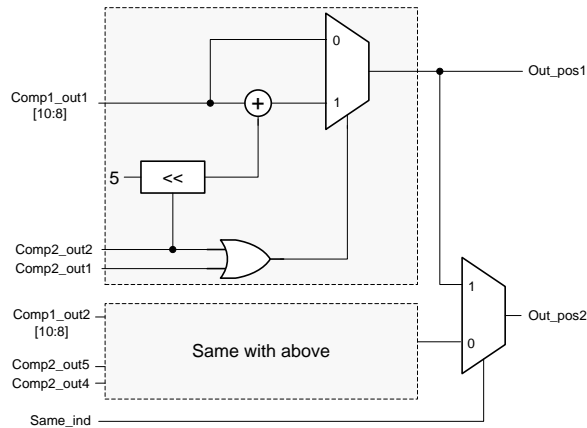 0
Out_pos1
Comp1_out1
[10:8]
+
1
5
<<
Comp2_out2
Comp2_out1
1
Comp1_out2
[10:8]
Out_pos2
0
Same with above
Comp2_out5
Comp2_out4
Same_ind